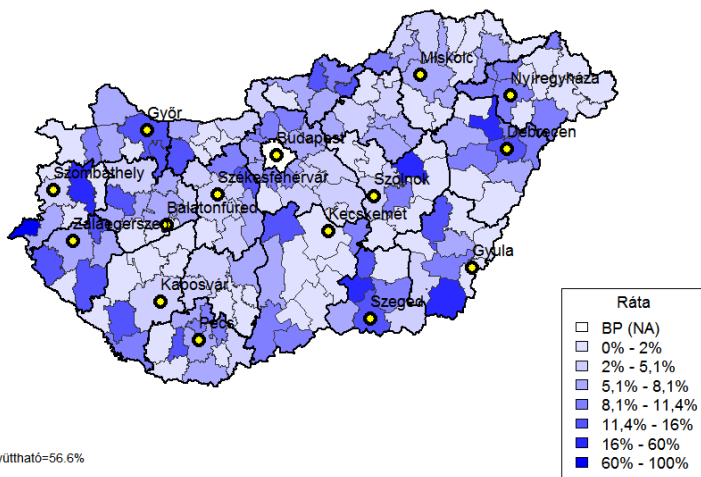 Miskolc
Nyíregyháza
Győr
Debrecen
Budapest
Szombathely
Székesfehérvár
Szolnok
Balatonfüred
Kecskemét
Zalaegerszeg
Gyula
Kaposvár
Szeged
Pécs
Ráta
BP (NA)
0% - 2%
2% - 5,1%
5,1% - 8,1%
8,1% - 11,4%
11,4% - 16%
16% - 60%
60% - 100%
yüttható=56.6%